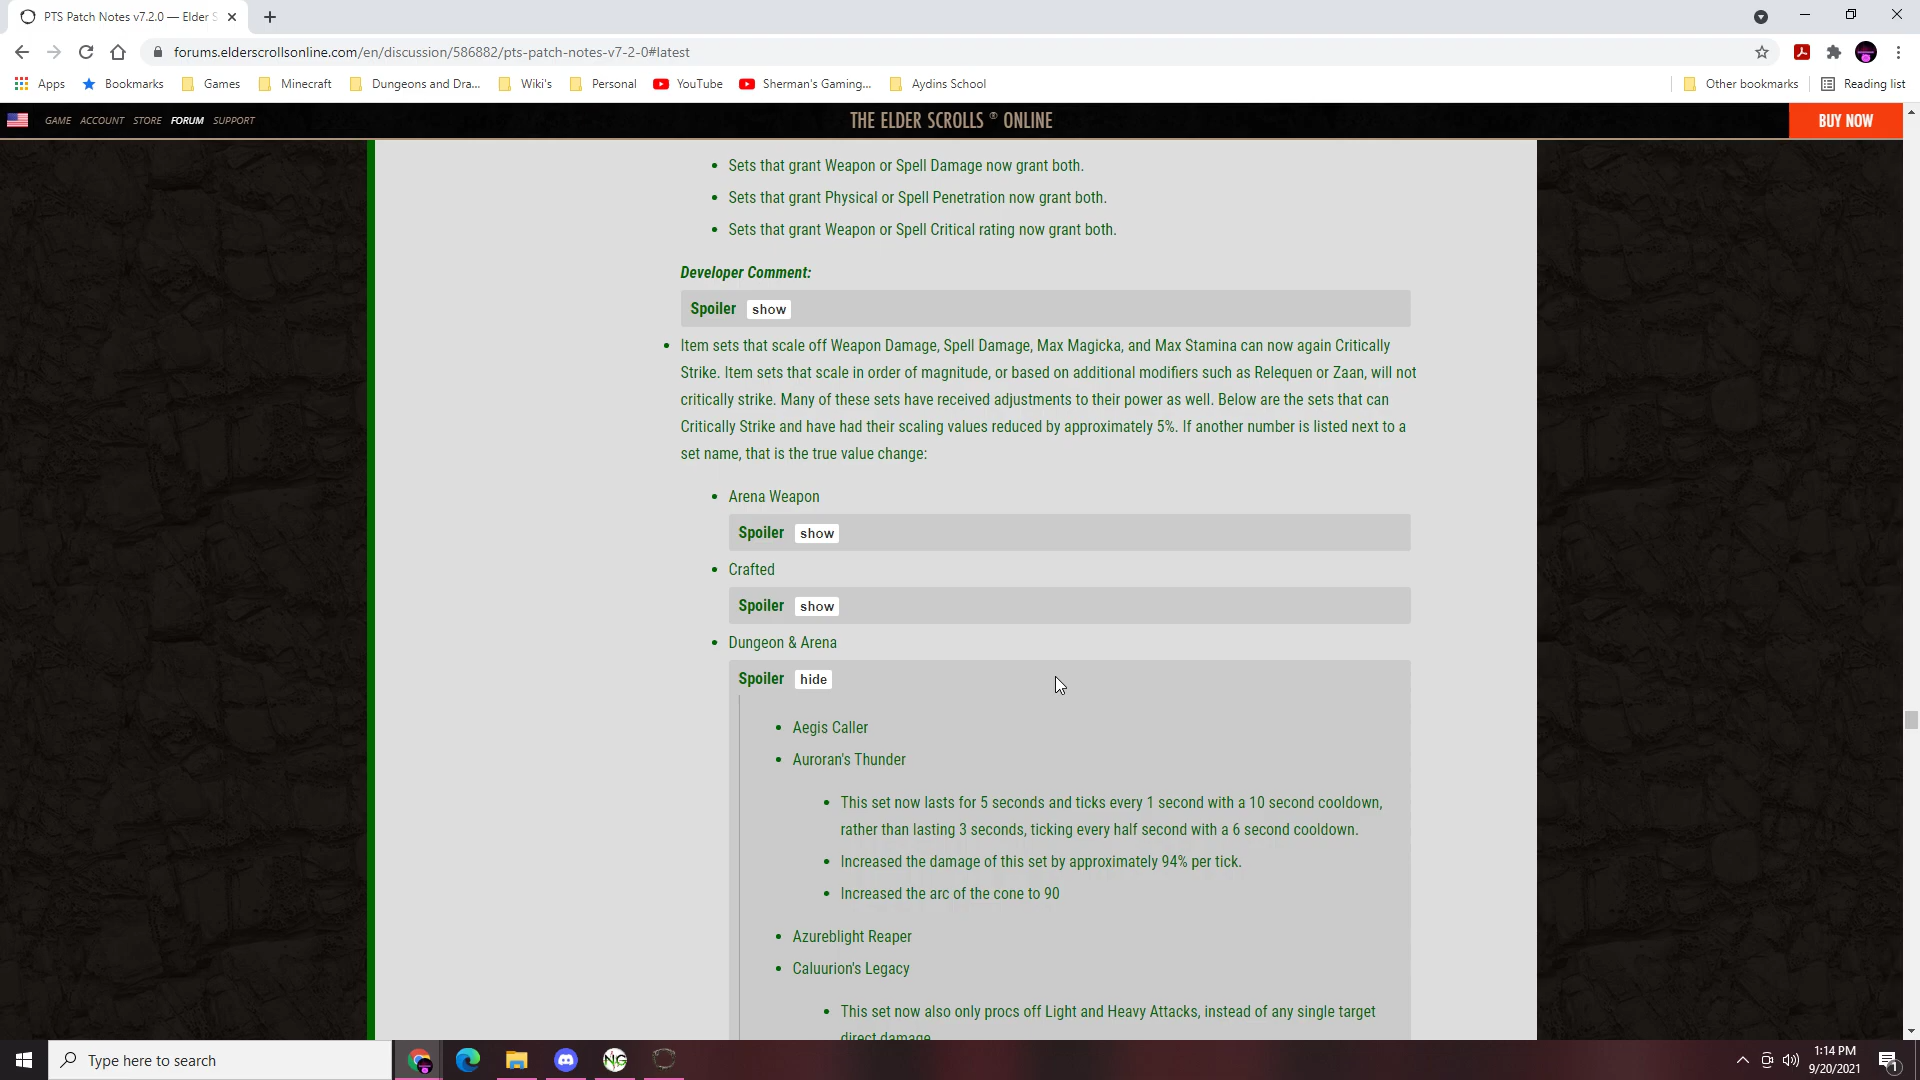 PTS Patch Notes v7.2.0 — Elder S
forums.elderscrollsonline.com/en/discussion/586882/pts-patch-notes-v7-2-0#latest
Apps Bookmarks Games Minecraft Dungeons and Dra... Wiki's Personal YouTube Sherman's Gaming... Aydins School Other bookmarks Reading list
GAME ACCOUNT STORE FORUM SUPPORT THE ELDER SCROLLS ® ONLINE BUY NOW
• Sets that grant Weapon or Spell Damage now grant both.
• Sets that grant Physical or Spell Penetration now grant both.
• Sets that grant Weapon or Spell Critical rating now grant both.
Developer Comment:
Spoiler show
• Item sets that scale off Weapon Damage, Spell Damage, Max Magicka, and Max Stamina can now again Critically
Strike. Item sets that scale in order of magnitude, or based on additional modifiers such as Relequen or Zaan, will not
critically strike. Many of these sets have received adjustments to their power as well. Below are the sets that can
Critically Strike and have had their scaling values reduced by approximately 5%. If another number is listed next to a
set name, that is the true value change:
• Arena Weapon
Spoiler show
• Crafted
Spoiler show
• Dungeon & Arena
Spoiler hide
• Aegis Caller
• Auroran's Thunder
• This set now lasts for 5 seconds and ticks every 1 second with a 10 second cooldown,
rather than lasting 3 seconds, ticking every half second with a 6 second cooldown.
• Increased the damage of this set by approximately 94% per tick.
• Increased the arc of the cone to 90
• Azureblight Reaper
• Caluurion's Legacy
• This set now also only procs off Light and Heavy Attacks, instead of any single target
direct damage.
Type here to search
NG
1:14 PM
9/20/2021
1